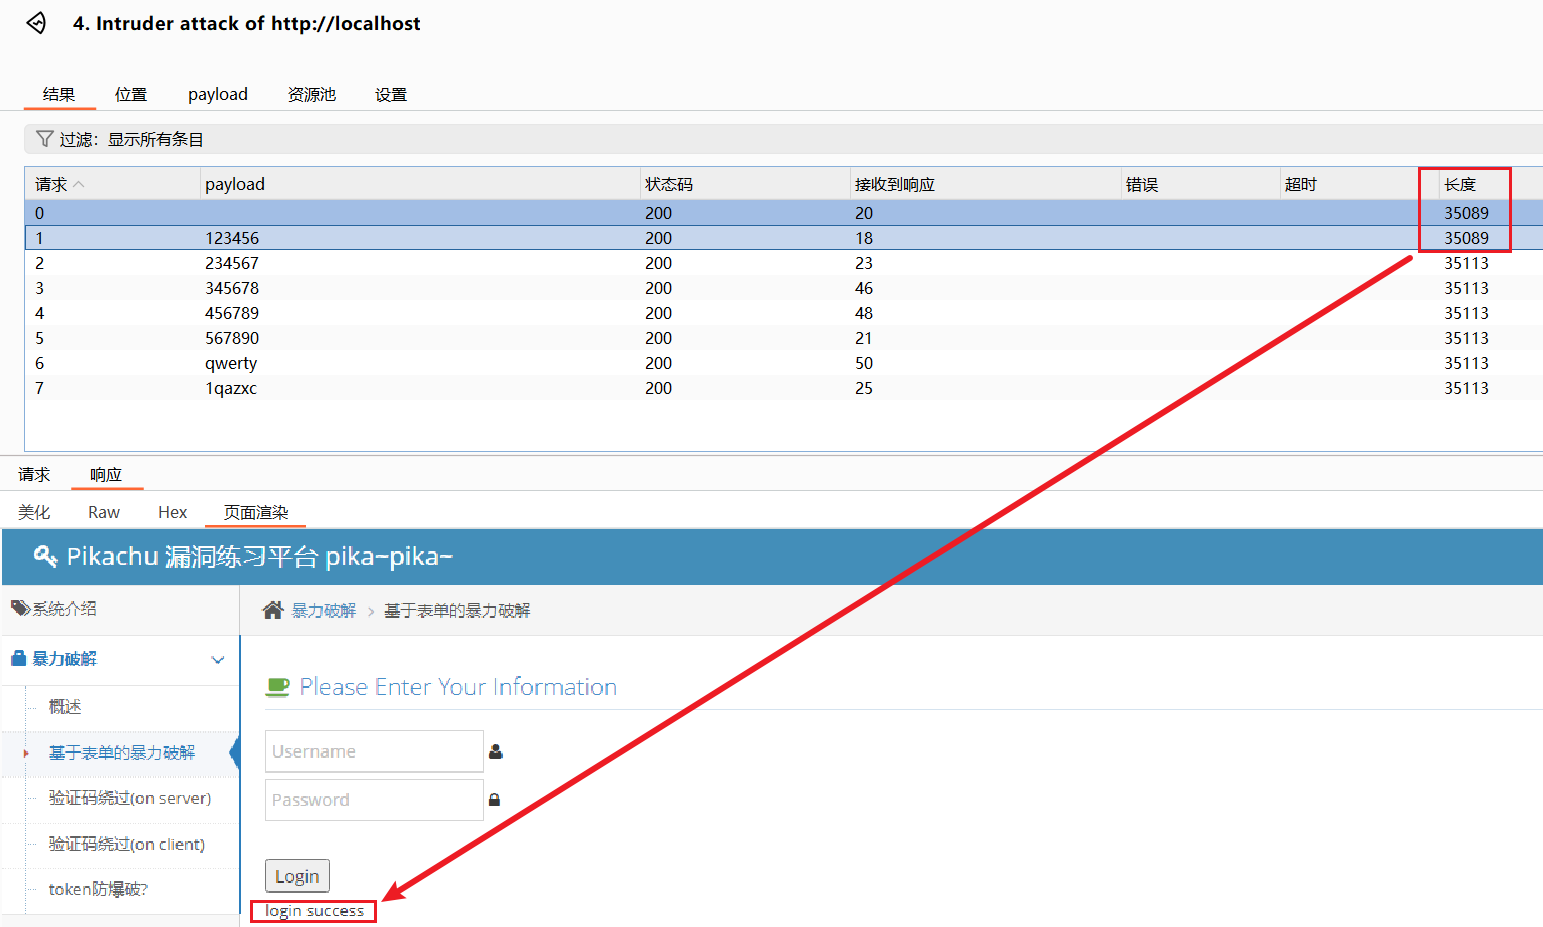 4. Intruder attack of http://localhost
结果 位置 payload 资源池 设置
过滤：显示所有条目
请求 payload 状态码 接收到响应 错误 超时 长度
0 200 20 35089
1 123456 200 18 35089
2 234567 200 23 35113
3 345678 200 46 35113
4 456789 200 48 35113
5 567890 200 21 35113
6 qwerty 200 50 35113
7 1qazxc 200 25 35113
请求 响应
美化 Raw Hex 页面渲染
Pikachu 漏洞练习平台 pika~pika~
系统介绍
暴力破解 > 基于表单的暴力破解
暴力破解
概述
基于表单的暴力破解
验证码绕过(on server)
验证码绕过(on client)
token防爆破?
Please Enter Your Information
Username
Password
Login
login success